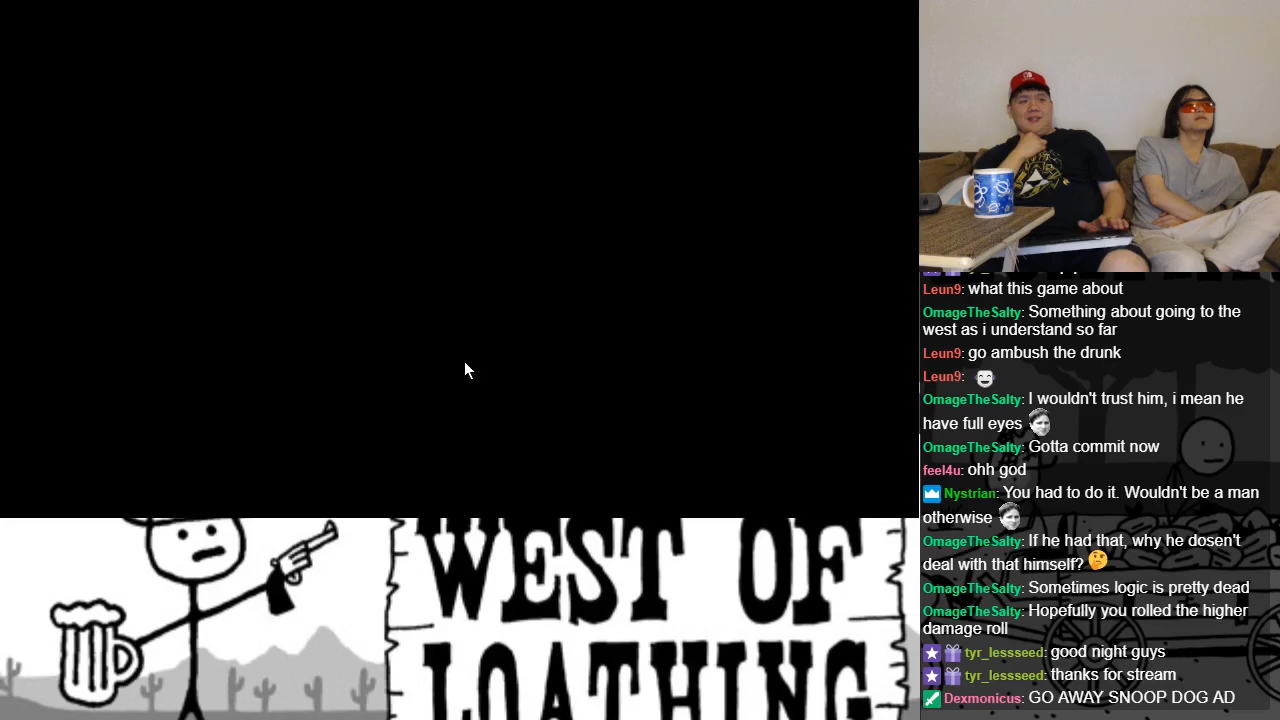 WEST OF
LOATHING
Leun9: what this game about
OmageTheSalty: Something about going to the
west as i understand so far
Leun9: go ambush the drunk
Leun9:
OmageTheSalty: I wouldn't trust him, i mean he
have full eyes
OmageTheSalty: Gotta commit now
feel4u: ohh god
Nystrian: You had to do it. Wouldn't be a man
otherwise
OmageTheSalty: If he had that, why he dosen't
deal with that himself?
OmageTheSalty: Sometimes logic is pretty dead
OmageTheSalty: Hopefully you rolled the higher
damage roll
tyr_lessseed: good night guys
tyr_lessseed: thanks for stream
Dexmonicus: GO AWAY SNOOP DOG AD